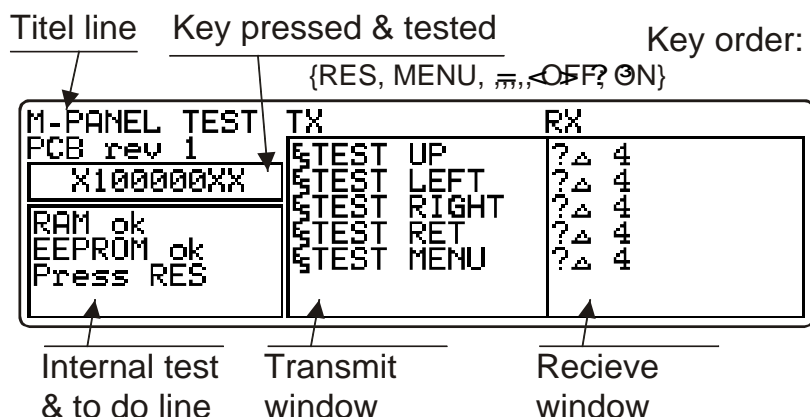 Titel line
Key pressed & tested
Key order:
{RES, MENU, OFF, ON}
M-PANEL TEST
PCB rev 1
X100000XX
RAM ok
EEPROM ok
Press RES
TX
TEST UP
TEST LEFT
TEST RIGHT
TEST RET
TEST MENU
RX
?△ 4
?△ 4
?△ 4
?△ 4
?△ 4
Internal test
& to do line
Transmit
window
Recieve
window